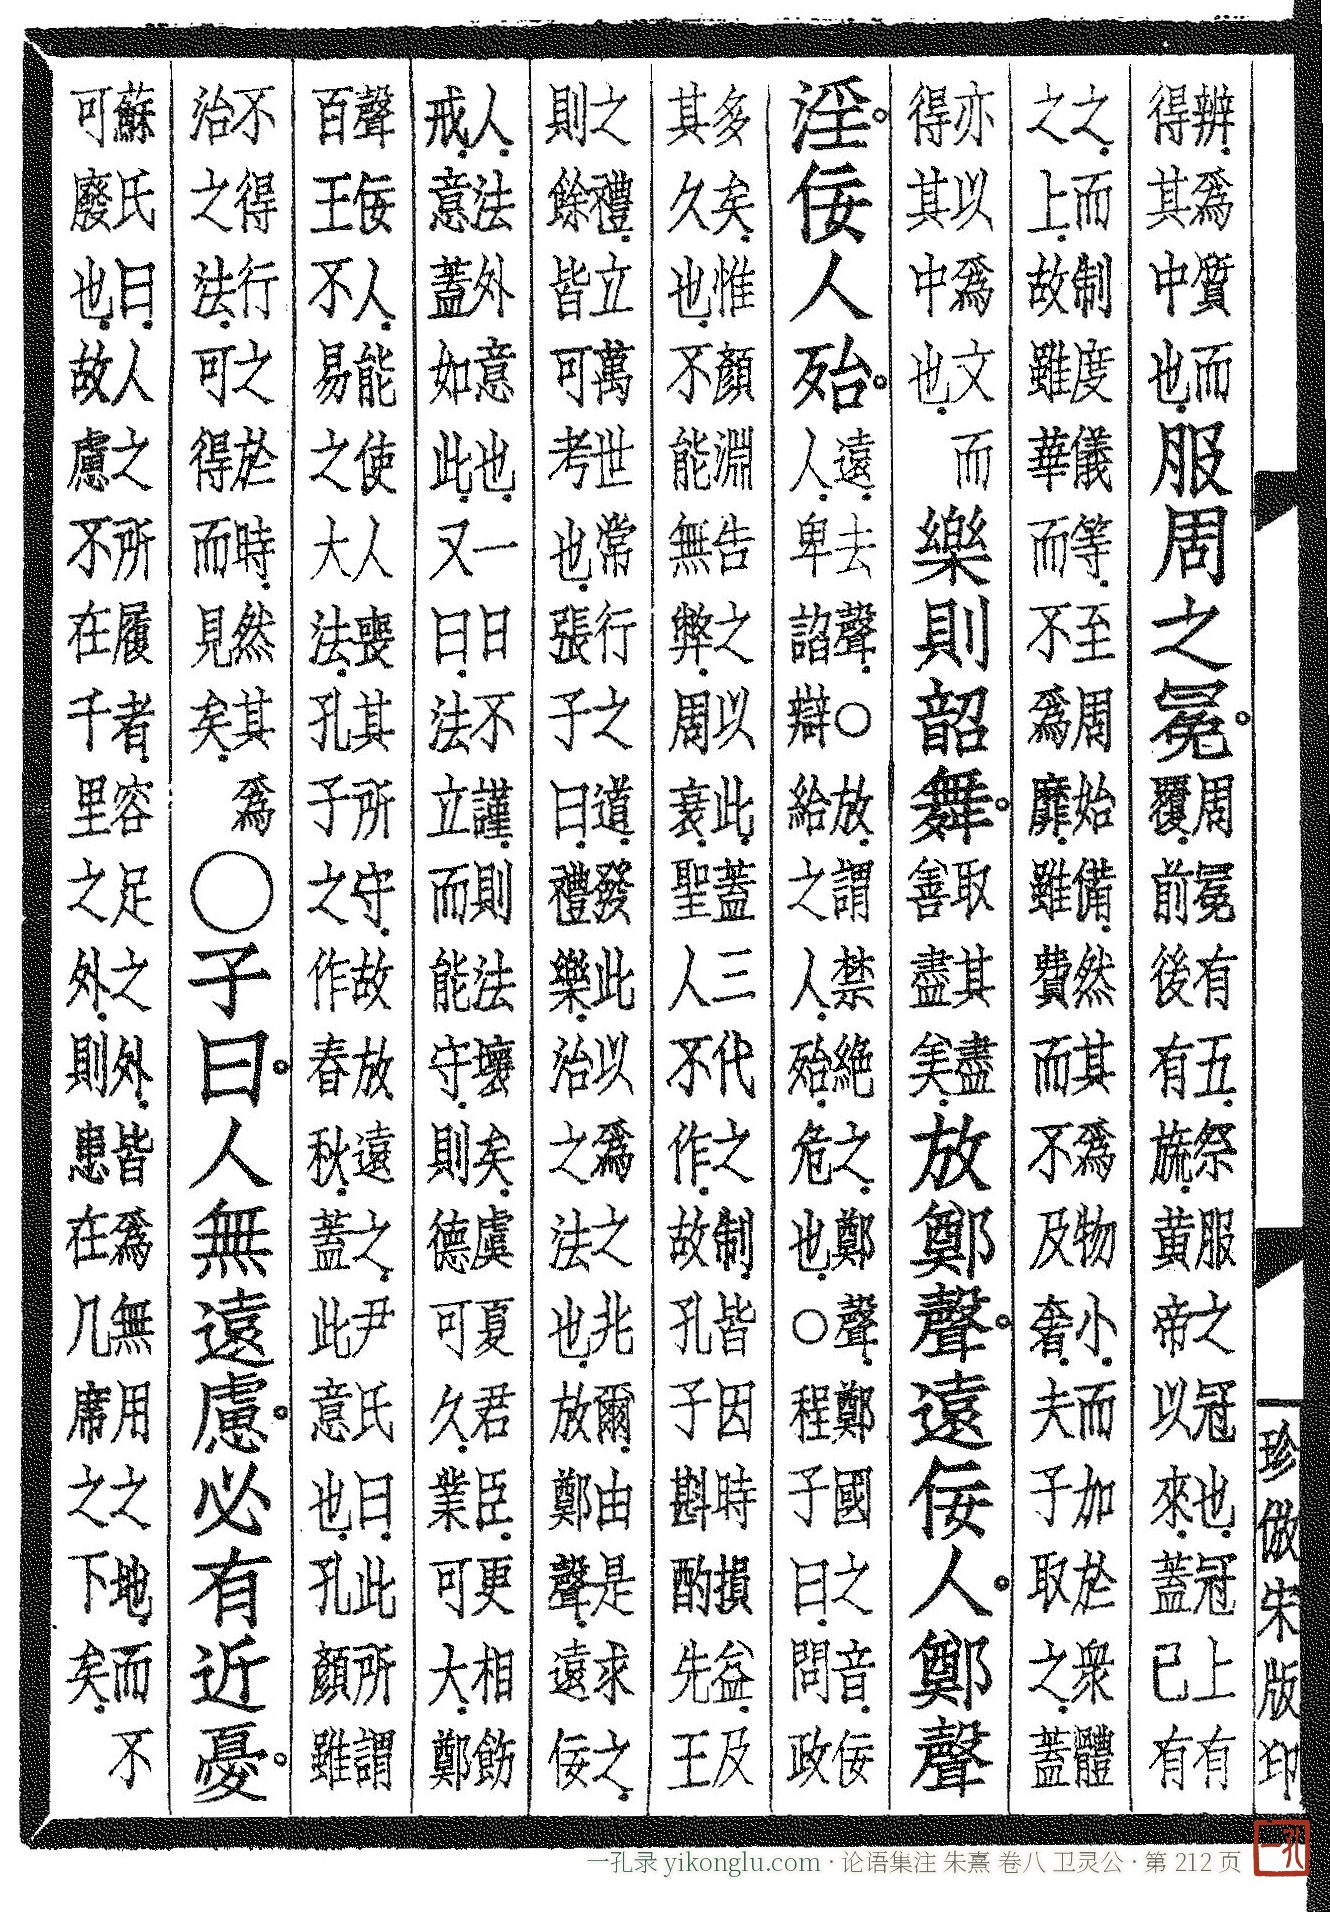 珍倣宋版印
辨爲質而
得其中也
服周之冕
周冕有五祭服之冠也冠上有
覆前後有旒黃帝以來蓋已有
之而制度儀等至周始備然其爲物小而加於衆體
之上故雖華而不爲靡雖費而不及奢夫子取之蓋
亦以爲文而
得其中也
樂則韶舞
取其盡
善盡美
放鄭聲遠佞人鄭聲
淫佞人殆
遠去聲○放謂禁絶之鄭聲鄭國之音佞
人卑諂辯給之人殆危也○程子曰問政
多矣惟顏淵告之以此蓋三代之制皆因時損益及
其久也不能無弊周衰聖人不作故孔子斟酌先王
之禮立萬世常行之道發此以爲之兆爾由是求之
則餘皆可考也張子曰禮樂治之法也放鄭聲遠佞
人法外意也一日不謹則法壞矣虞夏君臣更相飭
戒意蓋如此又曰法立而能守則德可久業可大鄭
聲佞人能使人喪其所守故放遠之尹氏曰此所謂
百王不易之大法孔子之作春秋蓋此意也孔顏雖
不得行之於時然其爲
治之法可得而見矣
○子曰人無遠慮必有近憂
蘇氏曰人之所履者容足之外皆爲無用之地而不
可廢也故慮不在千里之外則患在几席之下矣
一孔录 yikonglu.com · 论语集注 朱熹 卷八 卫灵公 · 第 212 页
一孔